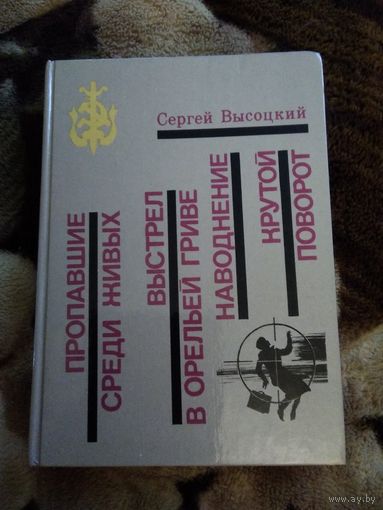 Сергей Высоцкий
ПРОПАВШИЕ
СРЕДИ ЖИВЫХ
ВЫСТРЕЛ
В ОРЕЛЬЕЙ ГРИВЕ
НАВОДНЕНИЕ
КРУТОЙ
ПОВОРОТ
www.ay.by